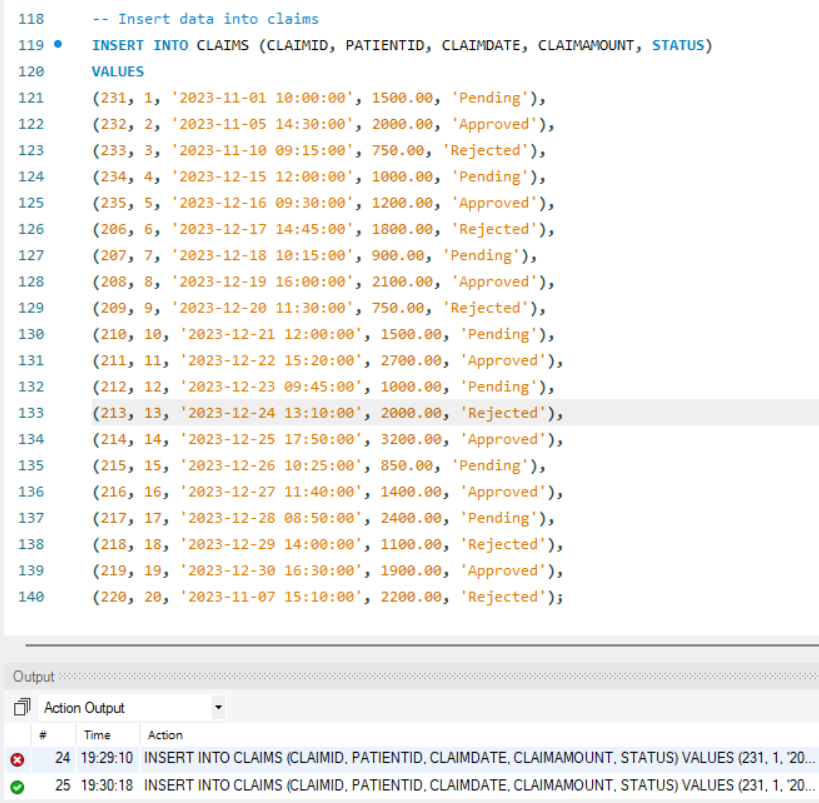 118 -- Insert data into claims
119 INSERT INTO CLAIMS (CLAIMID, PATIENTID, CLAIMDATE, CLAIMAMOUNT, STATUS)
120 VALUES
121 (231, 1, '2023-11-01 10:00:00', 1500.00, 'Pending'),
122 (232, 2, '2023-11-05 14:30:00', 2000.00, 'Approved'),
123 (233, 3, '2023-11-10 09:15:00', 750.00, 'Rejected'),
124 (234, 4, '2023-12-15 12:00:00', 1000.00, 'Pending'),
125 (235, 5, '2023-12-16 09:30:00', 1200.00, 'Approved'),
126 (206, 6, '2023-12-17 14:45:00', 1800.00, 'Rejected'),
127 (207, 7, '2023-12-18 10:15:00', 900.00, 'Pending'),
128 (208, 8, '2023-12-19 16:00:00', 2100.00, 'Approved'),
129 (209, 9, '2023-12-20 11:30:00', 750.00, 'Rejected'),
130 (210, 10, '2023-12-21 12:00:00', 1500.00, 'Pending'),
131 (211, 11, '2023-12-22 15:20:00', 2700.00, 'Approved'),
132 (212, 12, '2023-12-23 09:45:00', 1000.00, 'Pending'),
133 (213, 13, '2023-12-24 13:10:00', 2000.00, 'Rejected'),
134 (214, 14, '2023-12-25 17:50:00', 3200.00, 'Approved'),
135 (215, 15, '2023-12-26 10:25:00', 850.00, 'Pending'),
136 (216, 16, '2023-12-27 11:40:00', 1400.00, 'Approved'),
137 (217, 17, '2023-12-28 08:50:00', 2400.00, 'Pending'),
138 (218, 18, '2023-12-29 14:00:00', 1100.00, 'Rejected'),
139 (219, 19, '2023-12-30 16:30:00', 1900.00, 'Approved'),
140 (220, 20, '2023-11-07 15:10:00', 2200.00, 'Rejected');
Output
Action Output
# Time Action
24 19:29:10 INSERT INTO CLAIMS (CLAIMID, PATIENTID, CLAIMDATE, CLAIMAMOUNT, STATUS) VALUES (231, 1, '20...
25 19:30:18 INSERT INTO CLAIMS (CLAIMID, PATIENTID, CLAIMDATE, CLAIMAMOUNT, STATUS) VALUES (231, 1, '20...